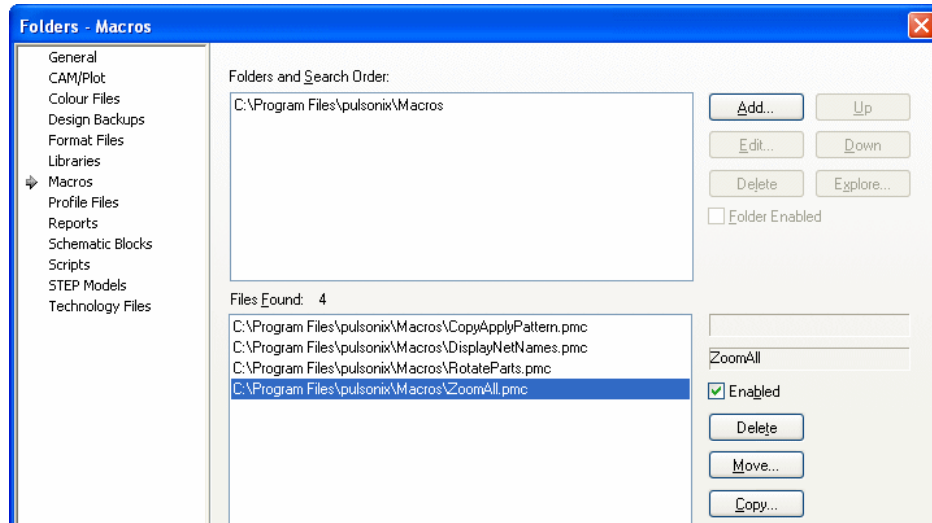 Folders - Macros
General
CAM/Plot
Colour Files
Design Backups
Format Files
Libraries
Macros
Profile Files
Reports
Schematic Blocks
Scripts
STEP Models
Technology Files
Folders and Search Order:
C:\Program Files\pulsonix\Macros
Add...
Up
Edit...
Down
Delete
Explore...
Folder Enabled
Files Found: 4
C:\Program Files\pulsonix\Macros\CopyApplyPattern.pmc
C:\Program Files\pulsonix\Macros\DisplayNetNames.pmc
C:\Program Files\pulsonix\Macros\RotateParts.pmc
C:\Program Files\pulsonix\Macros\ZoomAll.pmc
ZoomAll
Enabled
Delete
Move...
Copy...